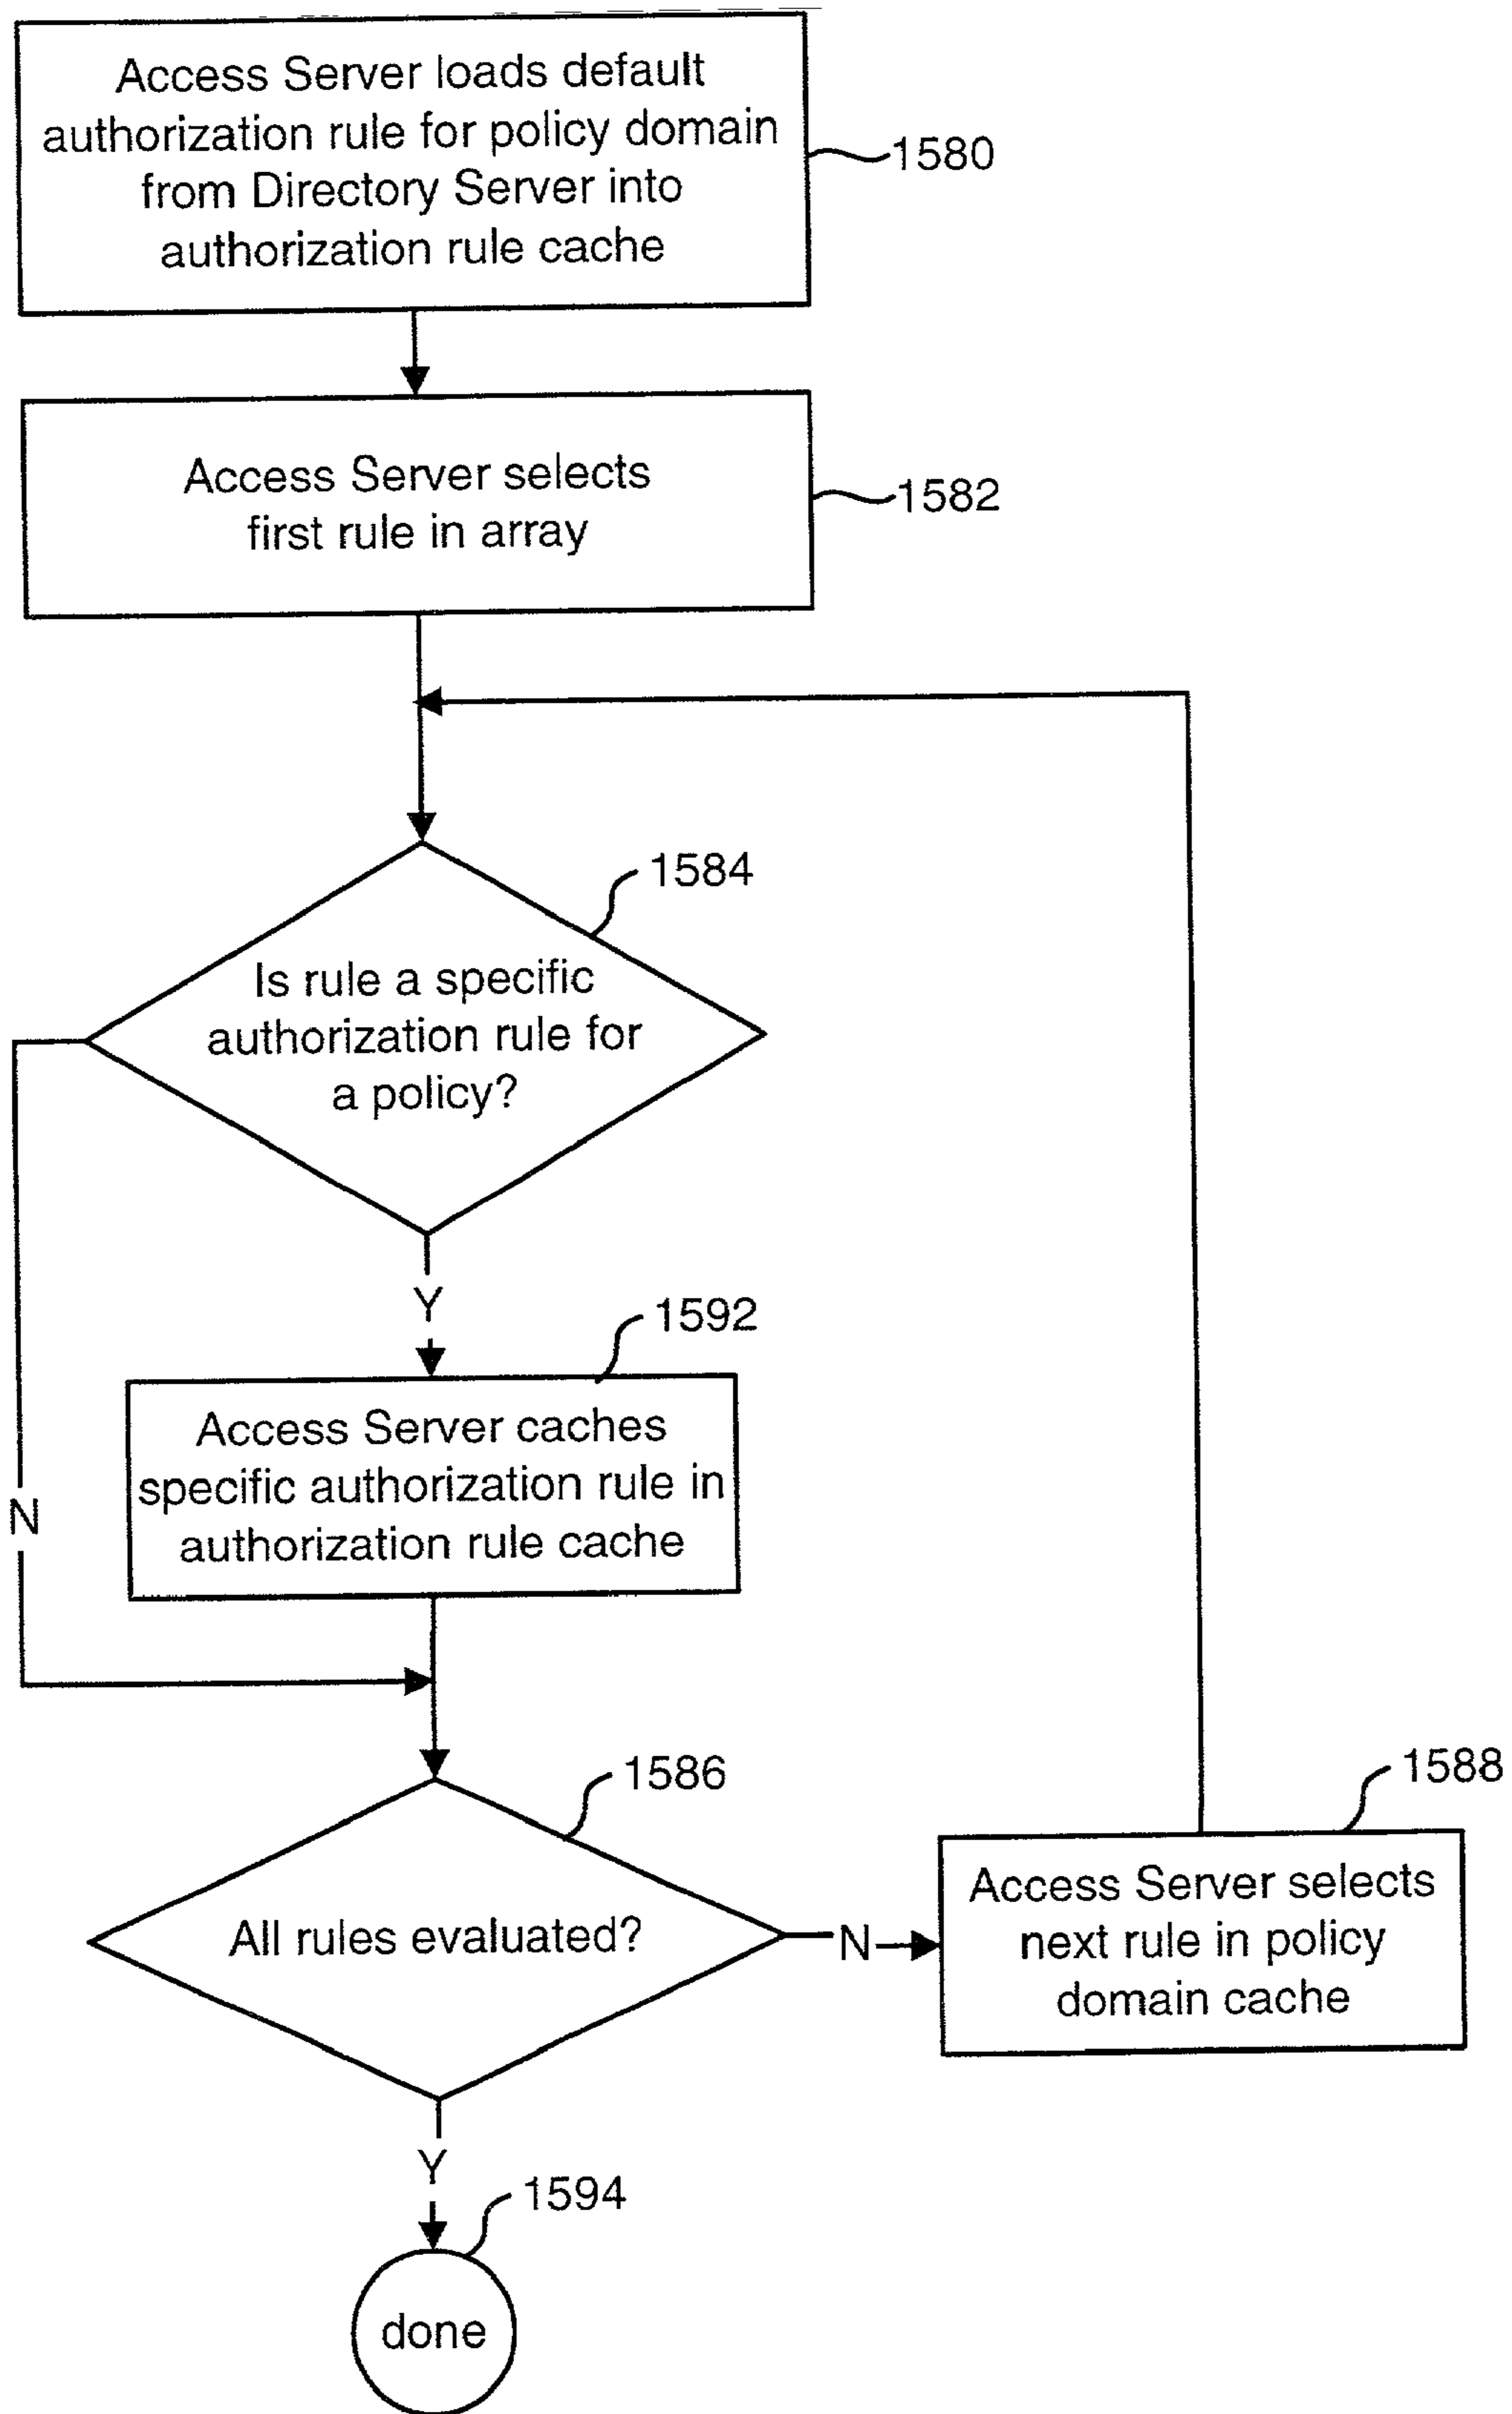 Access Server loads default
authorization rule for policy domain
from Directory Server into
authorization rule cache
1580
Access Server selects
first rule in array
1582
1584
Is rule a specific
authorization rule for
a policy?
Y
N
1592
Access Server caches
specific authorization rule in
authorization rule cache
1586
All rules evaluated?
N
1588
Access Server selects
next rule in policy
domain cache
Y
1594
done